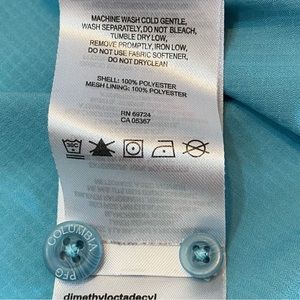 MACHINE WASH COLD GENTLE,
WASH SEPARATELY,DO NOT BLEACH,
TUMBLE DRY LOW,
REMOVE PROMPTLY, IRON LOW,
DO NOT USE FABRIC SOFTENER,
DO NOT DRYCLEAN
SHELL: 100% POLYESTER
MESH LINING: 100% POLYESTER
RN 69724
CA 05367
30C
COLUMBIA
PFG
dimethyloctadecyl